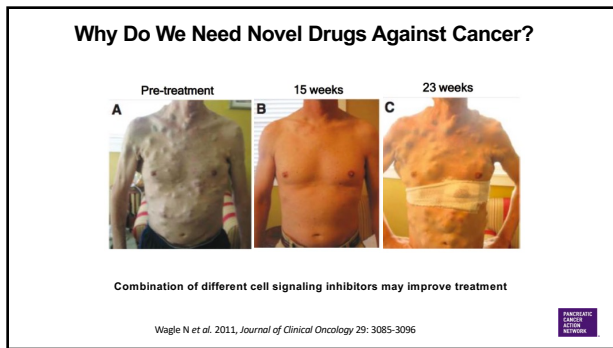 Why Do We Need Novel Drugs Against Cancer?
Pre-treatment 15 weeks 23 weeks
A B C
Combination of different cell signaling inhibitors may improve treatment
Wagle N et al. 2011, Journal of Clinical Oncology 29: 3085-3096
PANCREATIC
CANCER
ACTION
NETWORK